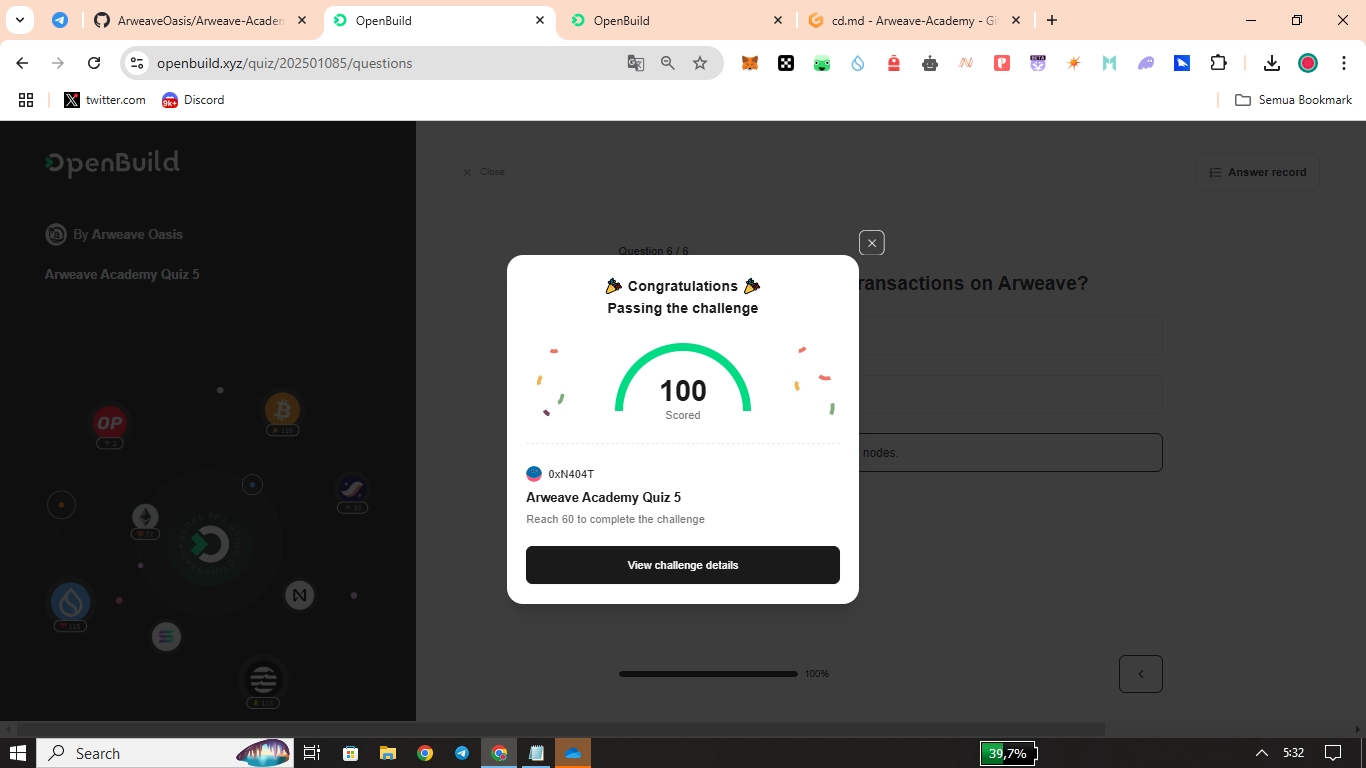 ArweaveOasis/Arweave-Academ
OpenBuild
OpenBuild
cd.md - Arweave-Academy - Gi
openbuild.xyz/quiz/202501085/questions
BETA
twitter.com
9K+
Discord
Semua Bookmark
OpenBuild
Close
Answer record
By Arweave Oasis
Arweave Academy Quiz 5
Question 6 / 6
ransactions on Arweave?
nodes.
Congratulations
Passing the challenge
100
Scored
0xN404T
Arweave Academy Quiz 5
Reach 60 to complete the challenge
View challenge details
OP
100%
Search
39,7%
5:32